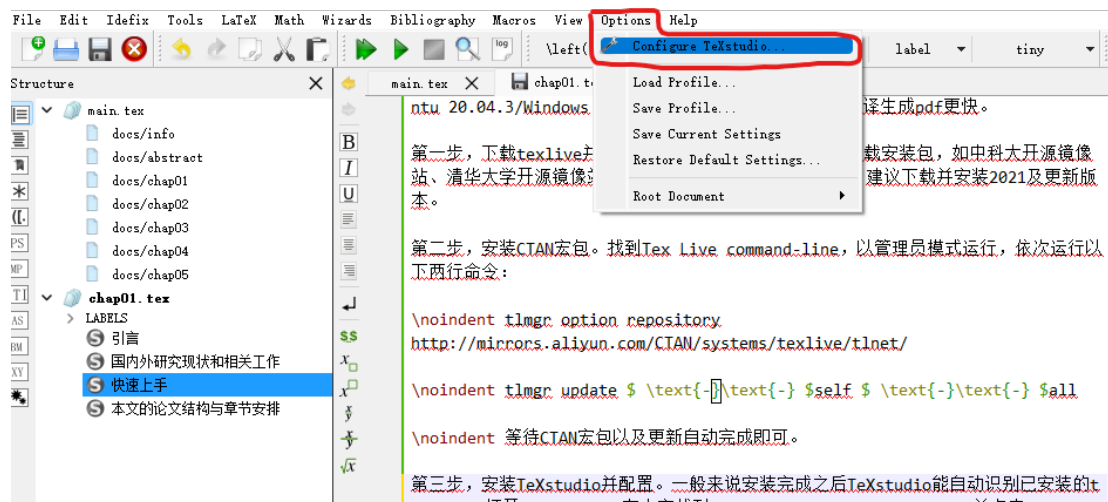 File Edit Idefix Tools LaTeX Math Wizards Bibliography Macros View Options Help
log \left( Configure TeXstudio... label tiny
Structure
main.tex chap01.t
Load Profile...
Save Profile...
Save Current Settings
Restore Default Settings...
Root Document
main.tex
docs/info
docs/abstract
docs/chap01
docs/chap02
docs/chap03
docs/chap04
docs/chap05
chap01.tex
LABELS
引言
国内外研究现状和相关工作
快速上手
本文的论文结构与章节安排
PS
MP
TI
AS
BM
XY
B
I
U
$$
ntu 20.04.3/Windows 译生成pdf更快。
第一步，下载texlive并 载安装包，如中科大开源镜像
站、清华大学开源镜像站 建议下载并安装2021及更新版
本。
第二步，安装CTAN宏包。找到Tex Live command-line，以管理员模式运行，依次运行以
下两行命令：
\noindent tlmgr option repository
http://mirrors.aliyun.com/CTAN/systems/texlive/tlnet/
\noindent tlmgr update $ \text{-}\text{-} $self $ \text{-}\text{-} $all
\noindent 等待CTAN宏包以及更新自动完成即可。
第三步，安装TeXstudio并配置。一般来说安装完成之后TeXstudio能自动识别已安装的t